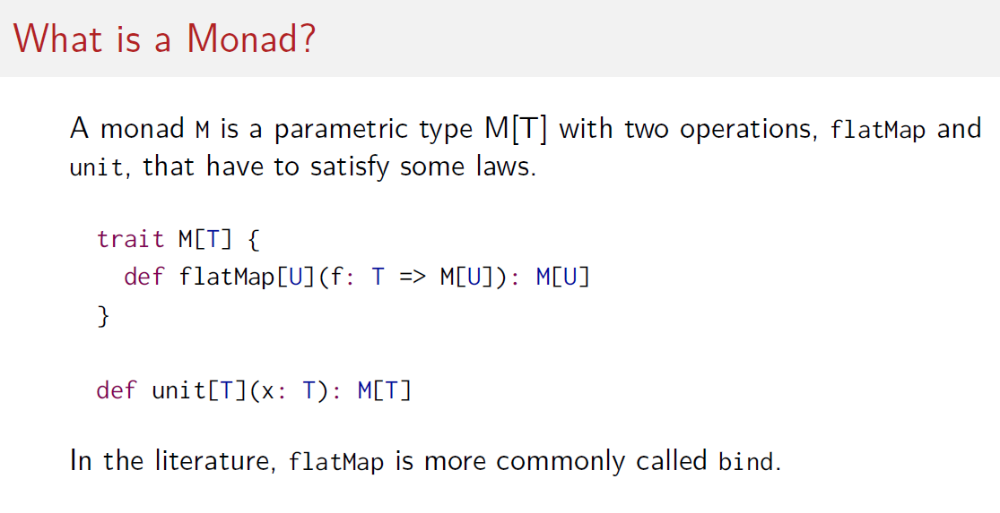 What is a Monad?
A monad M is a parametric type M[T] with two operations, flatMap and
unit, that have to satisfy some laws.
trait M[T] {
  def flatMap[U](f: T => M[U]): M[U]
}
def unit[T](x: T): M[T]
In the literature, flatMap is more commonly called bind.